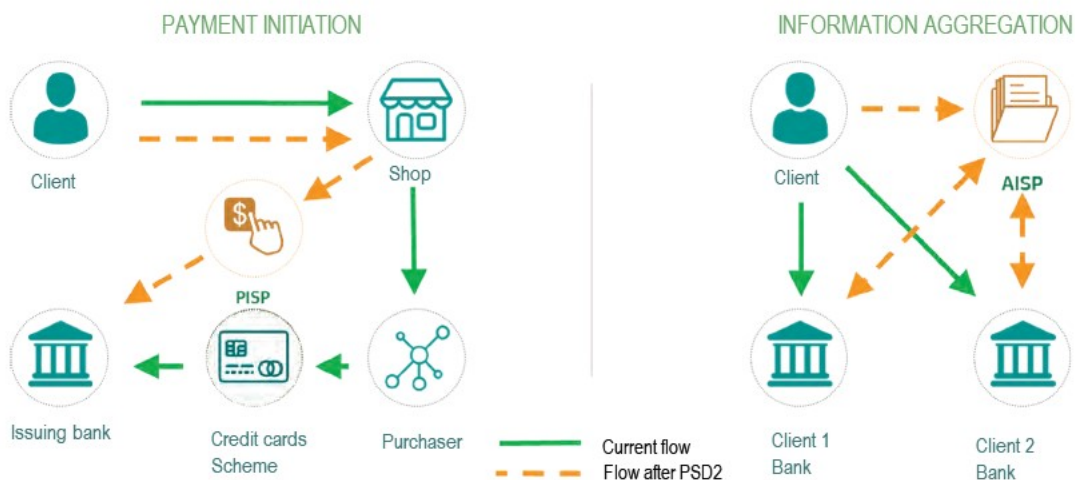 PAYMENT INITIATION
INFORMATION AGGREGATION
Client
Shop
Client
AISP
$
PISP
Issuing bank
Credit cards
Scheme
Purchaser
Client 1
Bank
Client 2
Bank
Current flow
Flow after PSD2